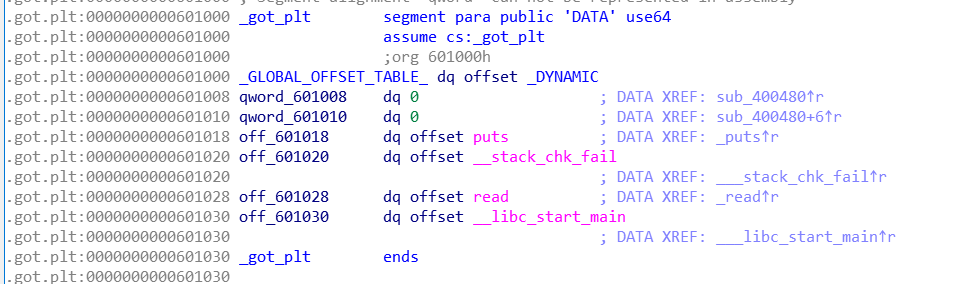 .got.plt:0000000000601000 ; Segment alignment 'qword' can not be represented in assembly
.got.plt:0000000000601000 _got_plt segment para public 'DATA' use64
.got.plt:0000000000601000 assume cs:_got_plt
.got.plt:0000000000601000 ;org 601000h
.got.plt:0000000000601000 _GLOBAL_OFFSET_TABLE_ dq offset _DYNAMIC
.got.plt:0000000000601008 qword_601008 dq 0 ; DATA XREF: sub_400480↑r
.got.plt:0000000000601010 qword_601010 dq 0 ; DATA XREF: sub_400480+6↑r
.got.plt:0000000000601018 off_601018 dq offset puts ; DATA XREF: _puts↑r
.got.plt:0000000000601020 off_601020 dq offset __stack_chk_fail
.got.plt:0000000000601020 ; DATA XREF: ___stack_chk_fail↑r
.got.plt:0000000000601028 off_601028 dq offset read ; DATA XREF: _read↑r
.got.plt:0000000000601030 off_601030 dq offset __libc_start_main
.got.plt:0000000000601030 ; DATA XREF: ___libc_start_main↑r
.got.plt:0000000000601030 _got_plt ends
.got.plt:0000000000601030